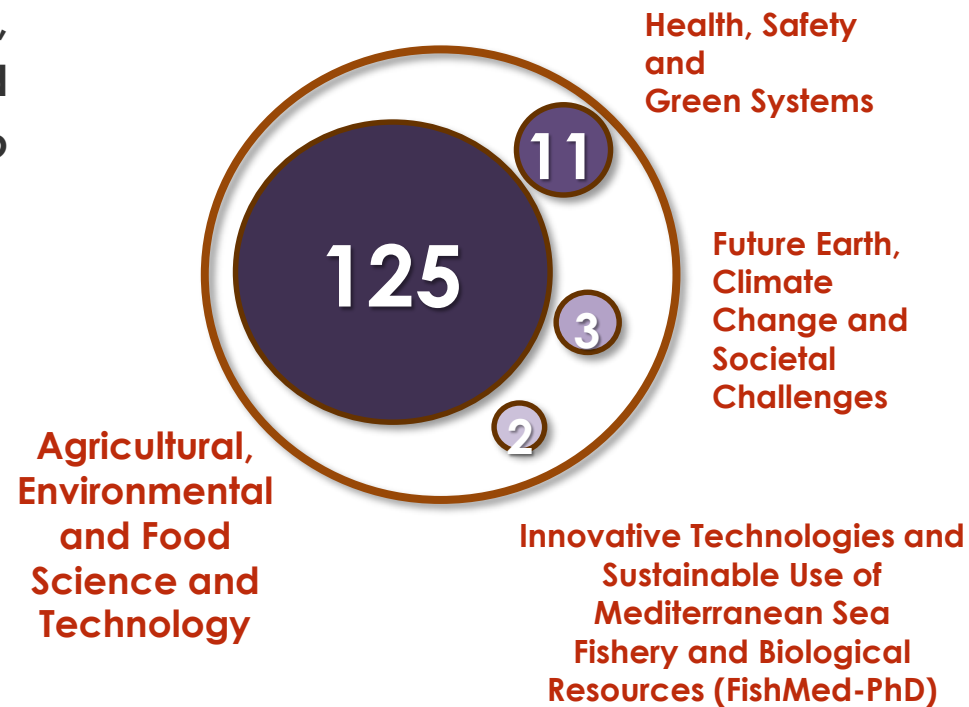 Health, Safety
and
Green Systems
11
125
Future Earth,
Climate
Change and
Societal
Challenges
3
2
Agricultural,
Environmental
and Food
Science and
Technology
Innovative Technologies and
Sustainable Use of
Mediterranean Sea
Fishery and Biological
Resources (FishMed-PhD)